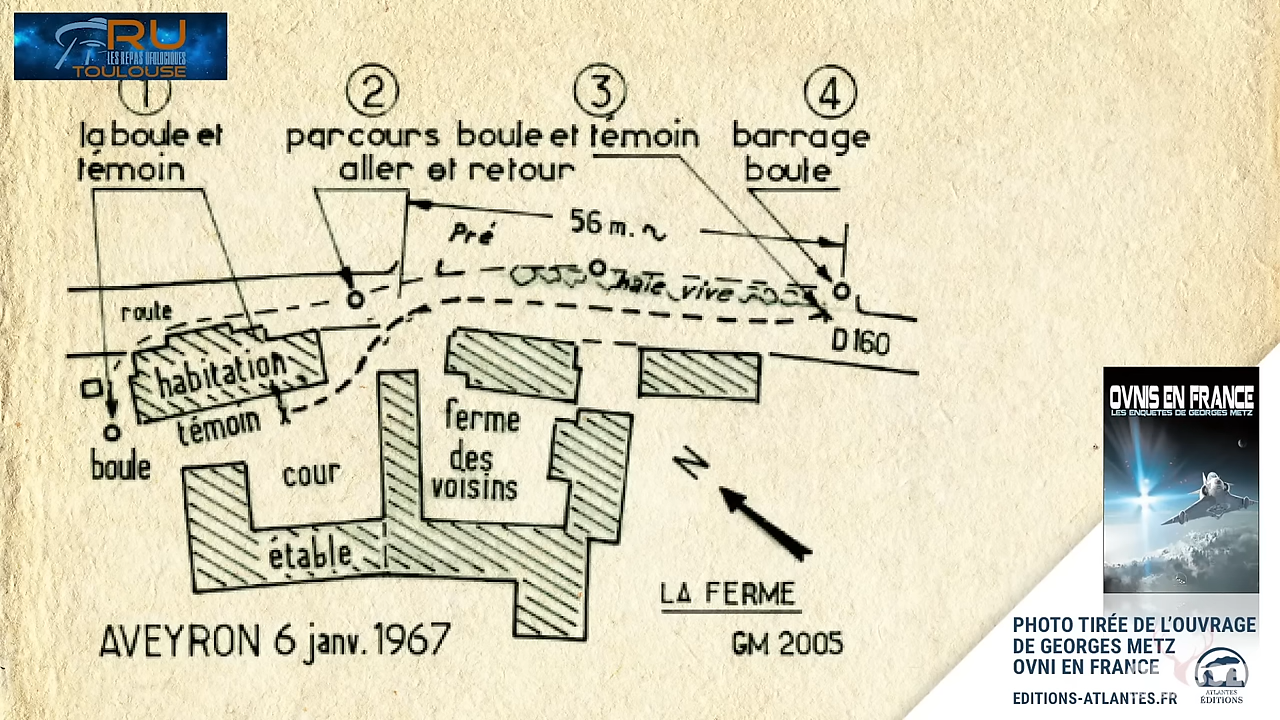 RU
LES REPAS UFOLOGIQUES
TOULOUSE
1
la boule et
témoin
2
parcours boule et témoin
aller et retour
3
4
barrage
boule
56 m. ~
Pré
haie vive
route
D 160
habitation
témoin
boule
cour
ferme
des
voisins
étable
N
LA FERME
AVEYRON 6 janv. 1967
GM 2005
OVNIS EN FRANCE
LES ENQUETES DE GEORGES METZ
PHOTO TIRÉE DE L'OUVRAGE
DE GEORGES METZ
OVNI EN FRANCE
EDITIONS-ATLANTES.FR
ATLANTES
ÉDITIONS